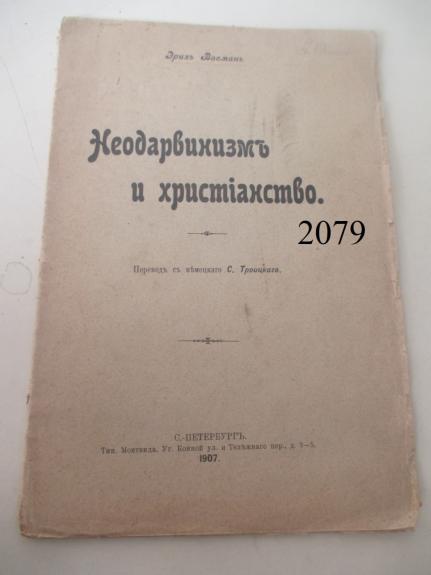 Эрихъ Васманъ
Неодарвинизмъ
и христіанство.
2079
Переводъ съ нѣмецкаго С. Троицкаго.
С.-ПЕТЕРБУРГЪ.
Тип. Монтвида, Уг. Конной ул. и Телѣжнаго пер., д. 3—5.
1907.